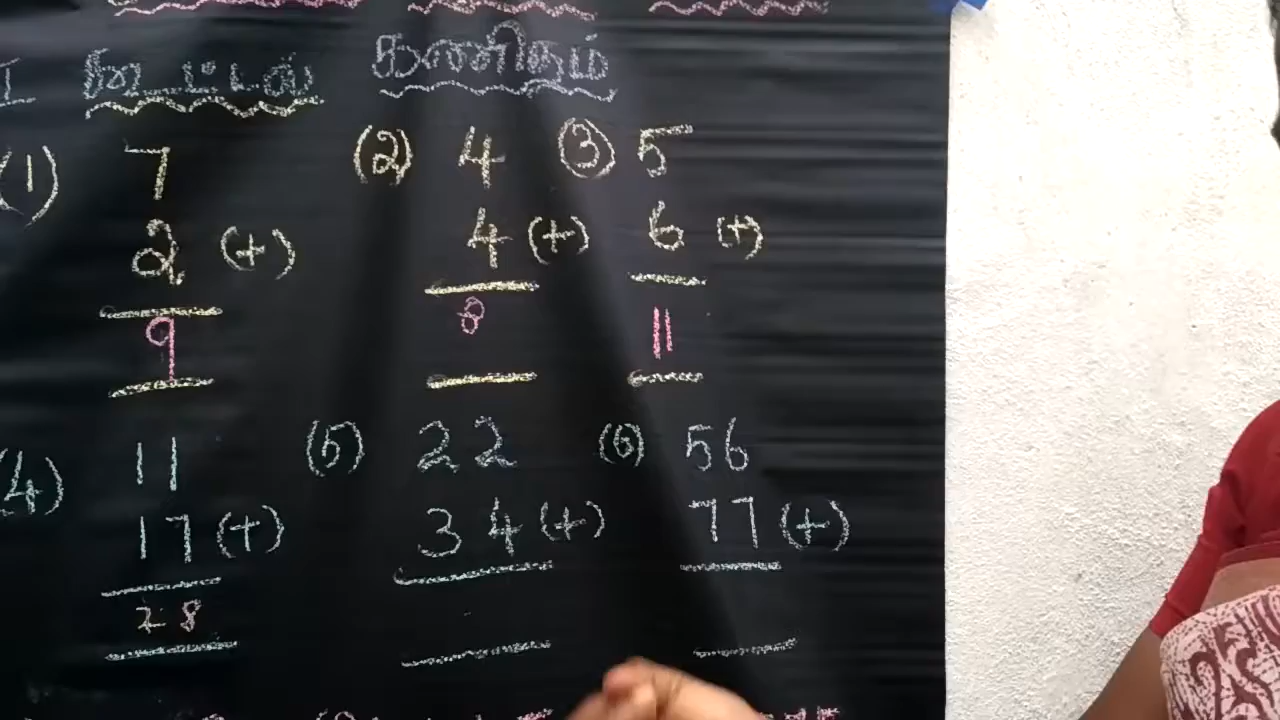 I கூட்டல் கணிதம்
(1) 7 (2) 4 (3) 5
2 (+) 4 (+) 6 (+)
9 8 11
(4) 11 (5) 22 (6) 56
17 (+) 34 (+) 77 (+)
28